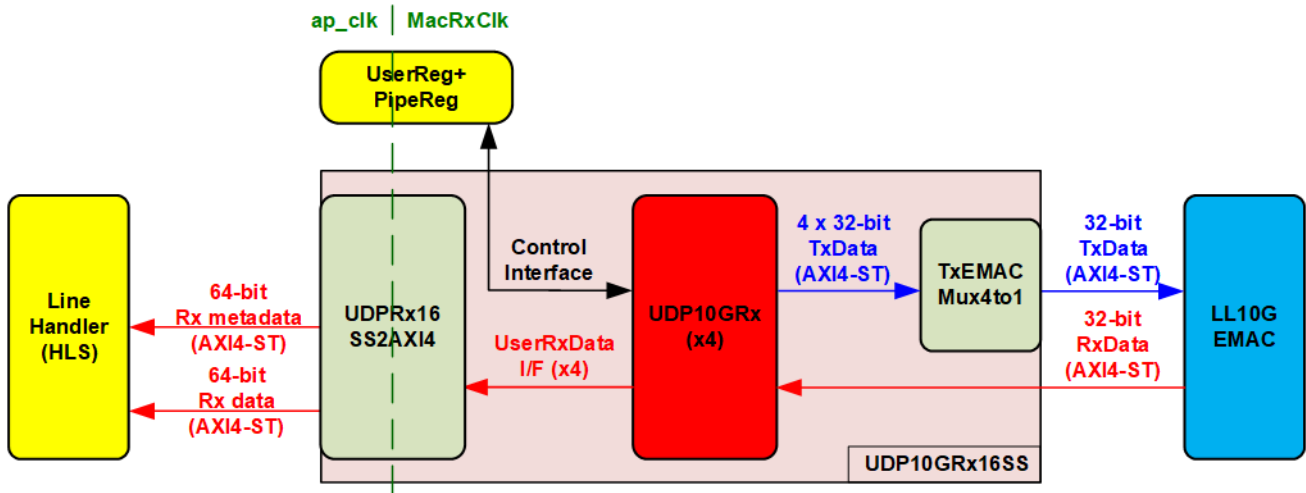 ap_clk
MacRxClk
UserReg+
PipeReg
Line
Handler
(HLS)
64-bit
Rx metadata
(AXI4-ST)
64-bit
Rx data
(AXI4-ST)
UDPRx16
SS2AXI4
Control
Interface
UserRxData
I/F (x4)
UDP10GRx
(x4)
4 x 32-bit
TxData
(AXI4-ST)
TxEMAC
Mux4to1
32-bit
TxData
(AXI4-ST)
32-bit
RxData
(AXI4-ST)
LL10G
EMAC
UDP10GRx16SS